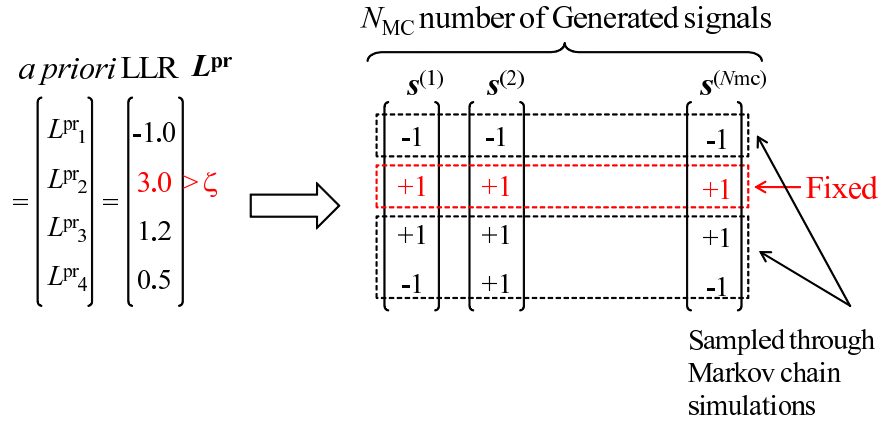 N_MC number of Generated signals
a priori LLR L^pr
s^(1) s^(2) s^(Nmc)
L^pr_1 -1.0 -1 -1 -1
= L^pr_2 = 3.0 > ζ +1 +1 +1 Fixed
L^pr_3 1.2 +1 +1 +1
L^pr_4 0.5 -1 +1 -1
Sampled through
Markov chain
simulations